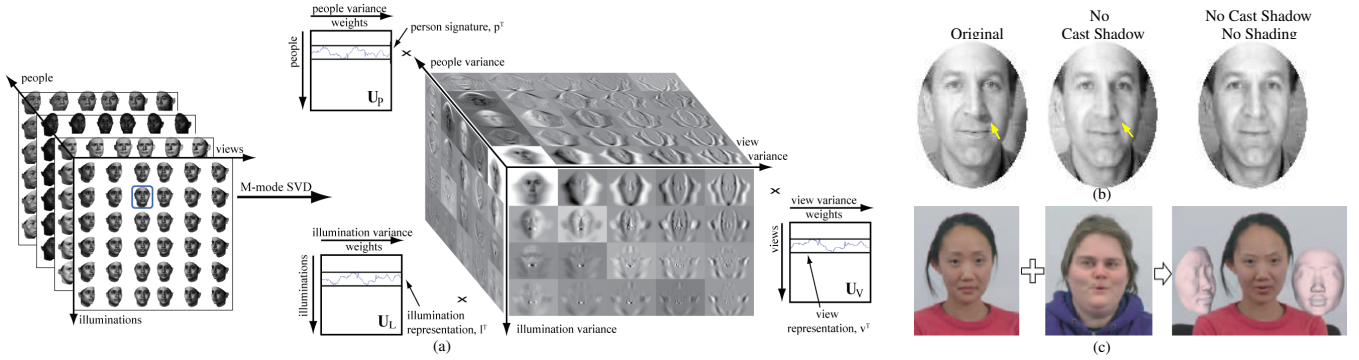 people
views
illuminations
M-mode SVD
people variance
weights
people
U_P
person signature, p^T
×
people variance
view
variance
illumination variance
illumination variance
weights
illuminations
U_L
illumination
representation, l^T
×
×
view variance
weights
views
U_V
view
representation, v^T
(a)
Original
No
Cast Shadow
No Cast Shadow
No Shading
(b)
(c)